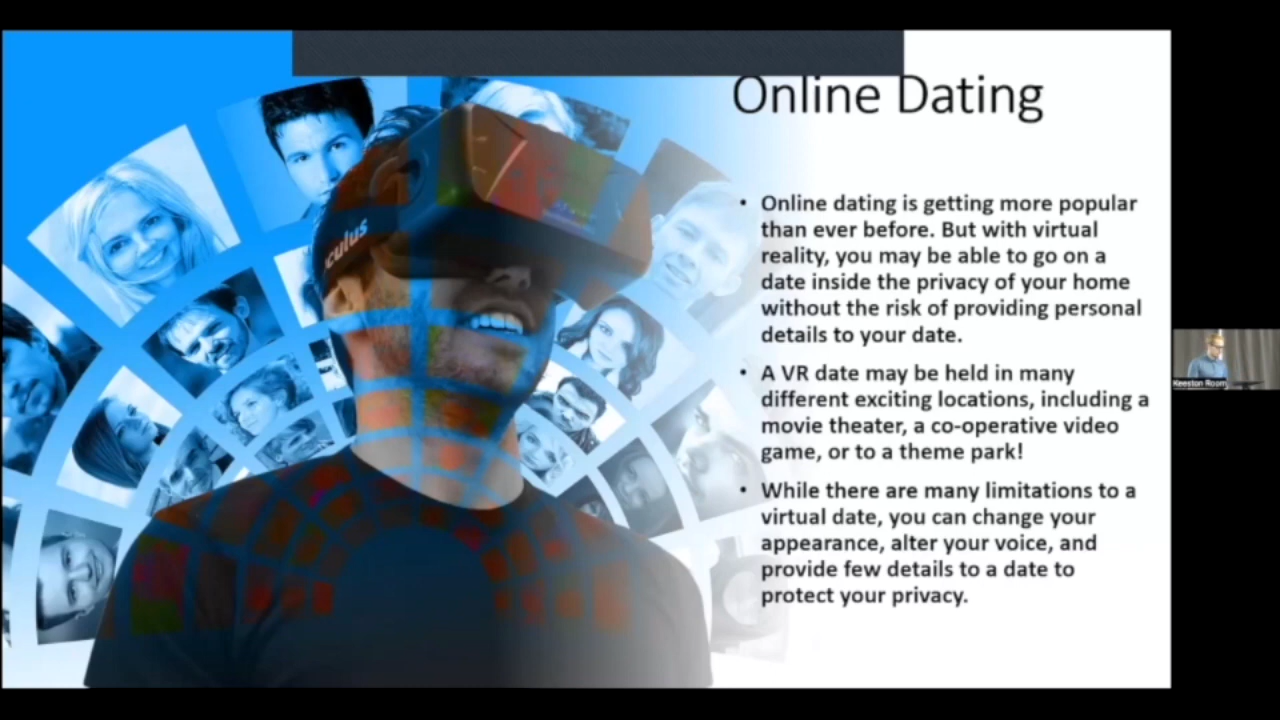 Online Dating
• Online dating is getting more popular
than ever before. But with virtual
reality, you may be able to go on a
date inside the privacy of your home
without the risk of providing personal
details to your date.
• A VR date may be held in many
different exciting locations, including a
movie theater, a co-operative video
game, or to a theme park!
• While there are many limitations to a
virtual date, you can change your
appearance, alter your voice, and
provide few details to a date to
protect your privacy.
culus
Keeston Room